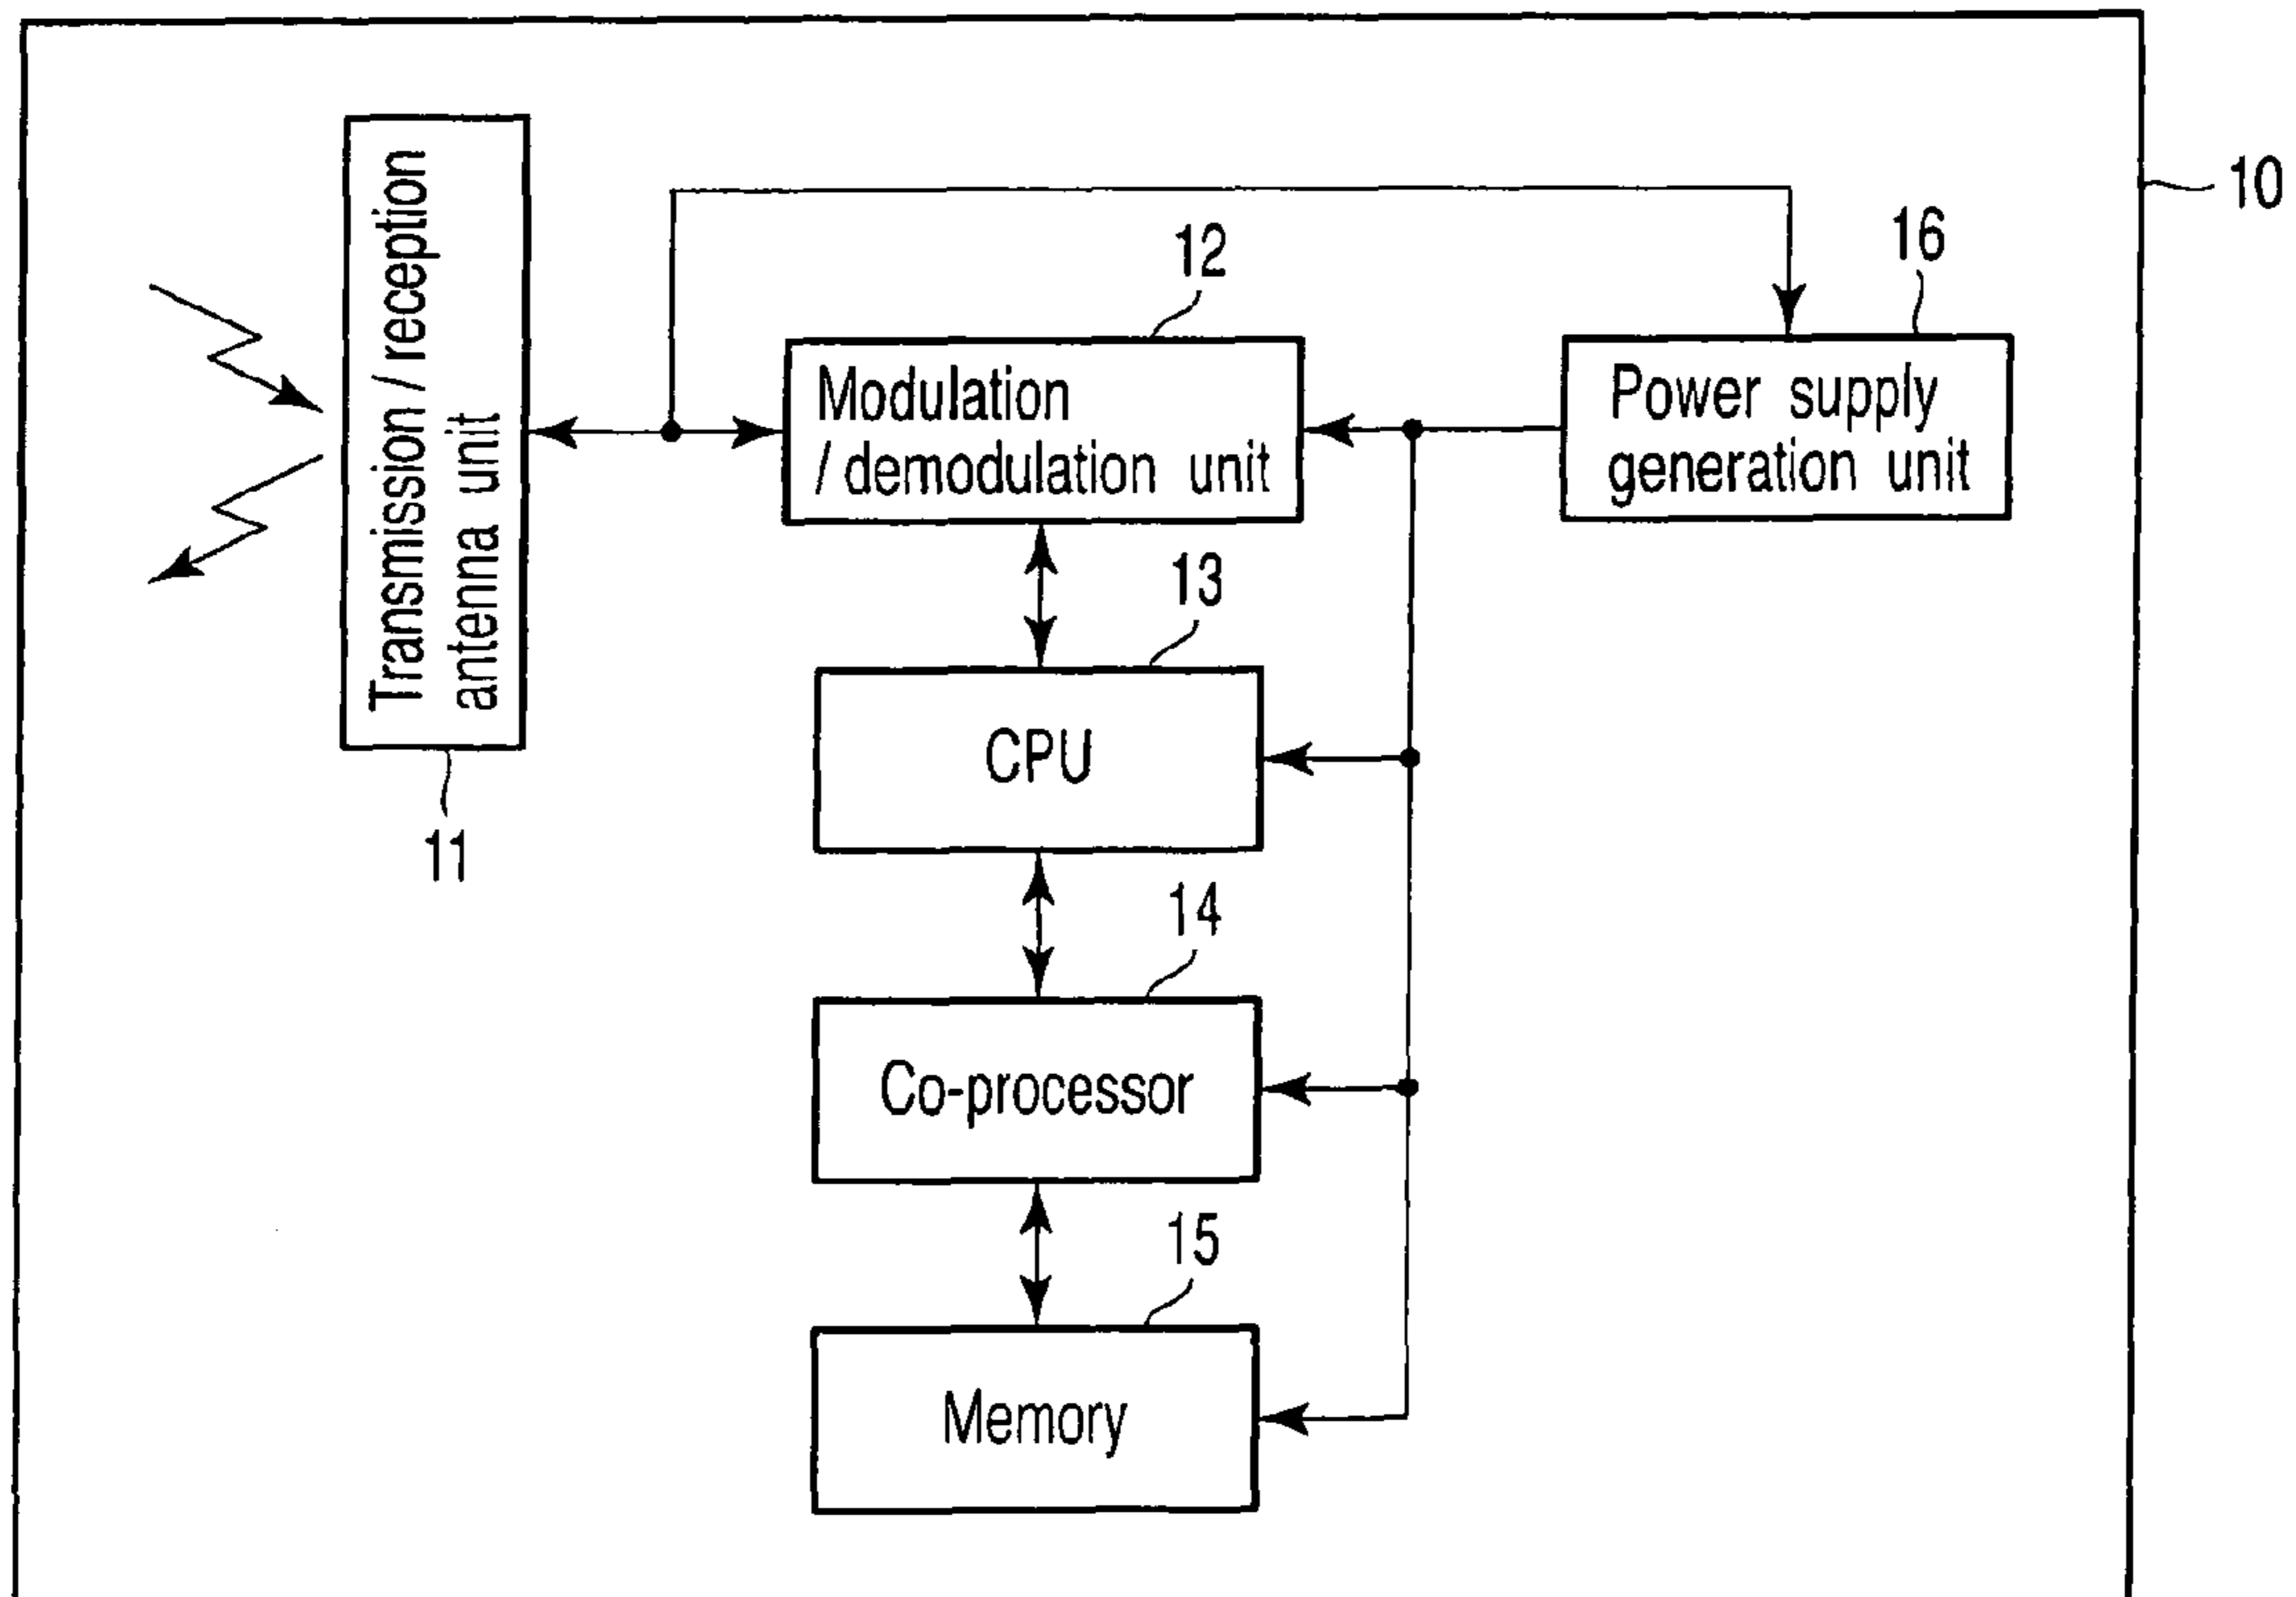 10
Transmission / reception
antenna unit
11
12
Modulation
/ demodulation unit
16
Power supply
generation unit
13
CPU
14
Co-processor
15
Memory